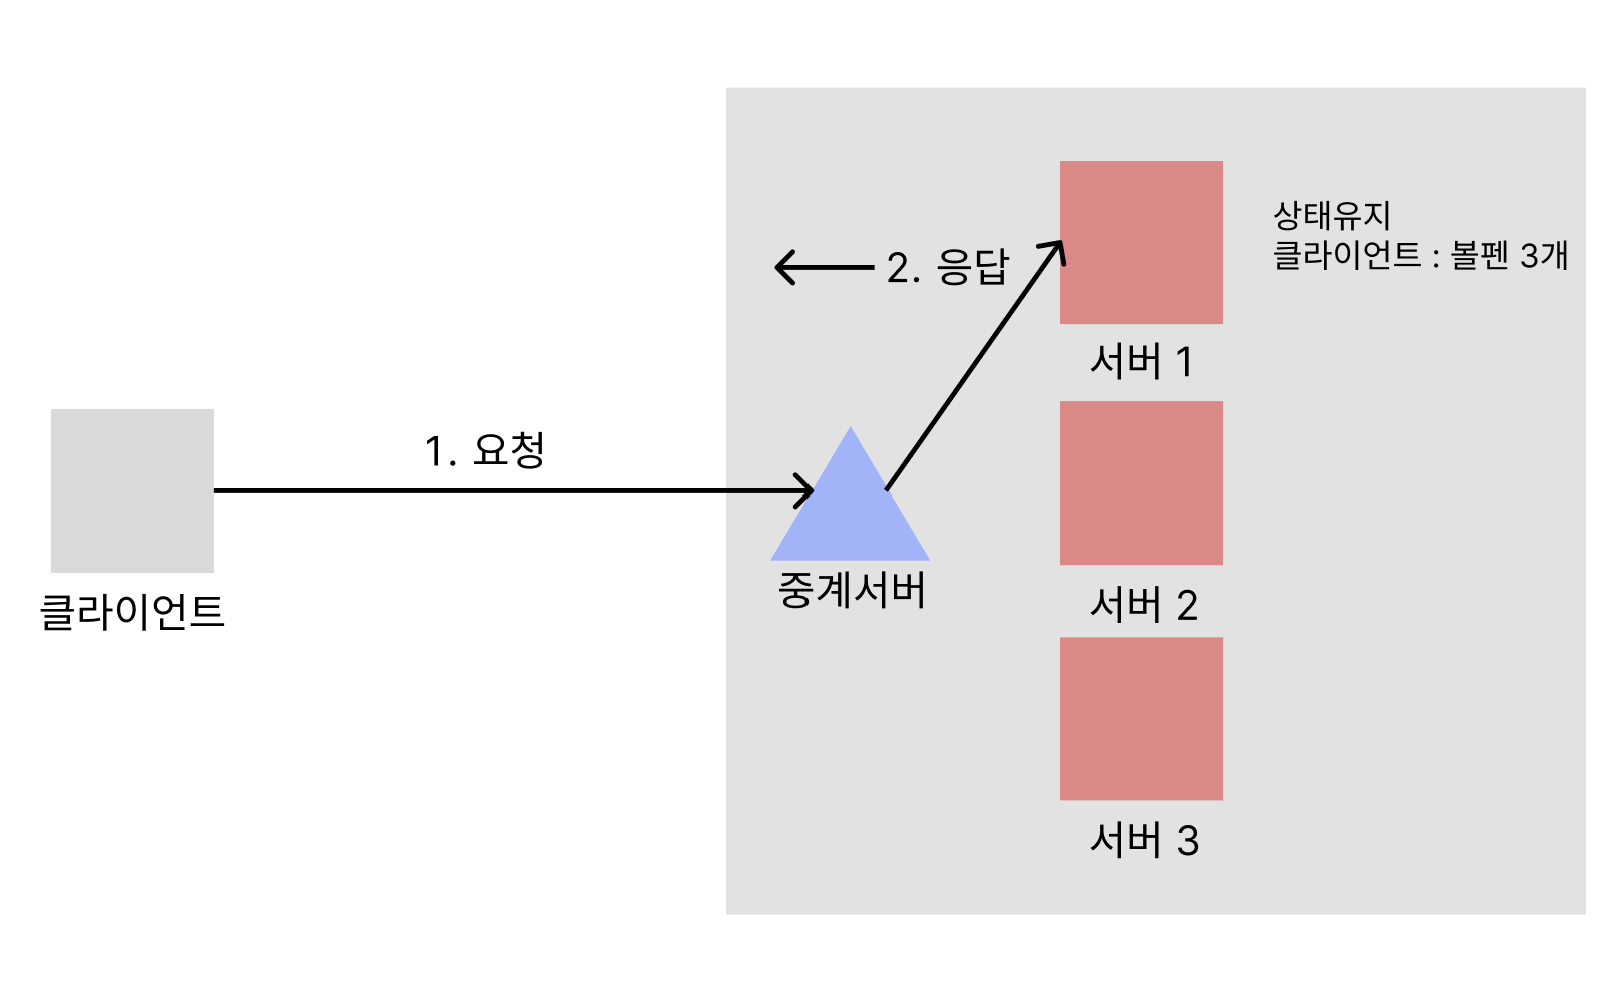 상태유지
클라이언트 : 볼펜 3개
2. 응답
서버 1
1. 요청
클라이언트
중계서버
서버 2
서버 3